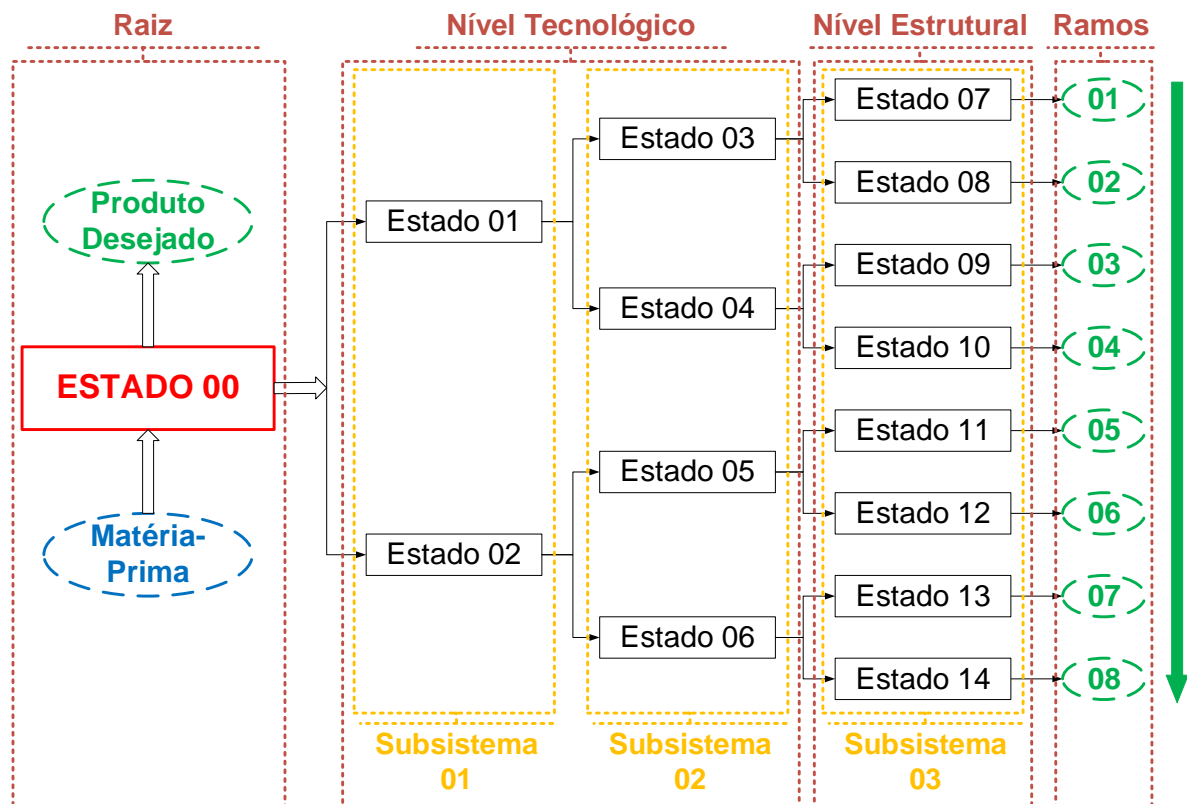 Raiz
Nível Tecnológico
Nível Estrutural
Ramos
Produto
Desejado
ESTADO 00
Matéria-
Prima
Estado 01
Estado 02
Subsistema
01
Estado 03
Estado 04
Estado 05
Estado 06
Subsistema
02
Estado 07
Estado 08
Estado 09
Estado 10
Estado 11
Estado 12
Estado 13
Estado 14
Subsistema
03
01
02
03
04
05
06
07
08